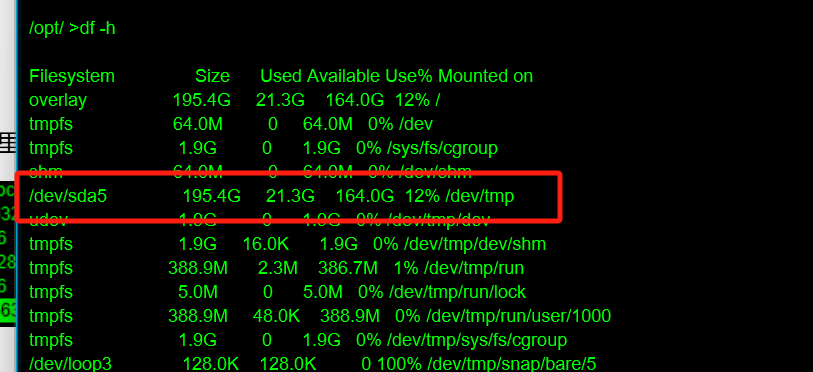 /opt/ >df -h
Filesystem Size Used Available Use% Mounted on
overlay 195.4G 21.3G 164.0G 12% /
tmpfs 64.0M 0 64.0M 0% /dev
tmpfs 1.9G 0 1.9G 0% /sys/fs/cgroup
shm 64.0M 0 64.0M 0% /dev/shm
/dev/sda5 195.4G 21.3G 164.0G 12% /dev/tmp
udev 1.9G 0 1.9G 0% /dev/tmp/dev
tmpfs 1.9G 16.0K 1.9G 0% /dev/tmp/dev/shm
tmpfs 388.9M 2.3M 386.7M 1% /dev/tmp/run
tmpfs 5.0M 0 5.0M 0% /dev/tmp/run/lock
tmpfs 388.9M 48.0K 388.9M 0% /dev/tmp/run/user/1000
tmpfs 1.9G 0 1.9G 0% /dev/tmp/sys/fs/cgroup
/dev/loop3 128.0K 128.0K 0 100% /dev/tmp/snap/bare/5